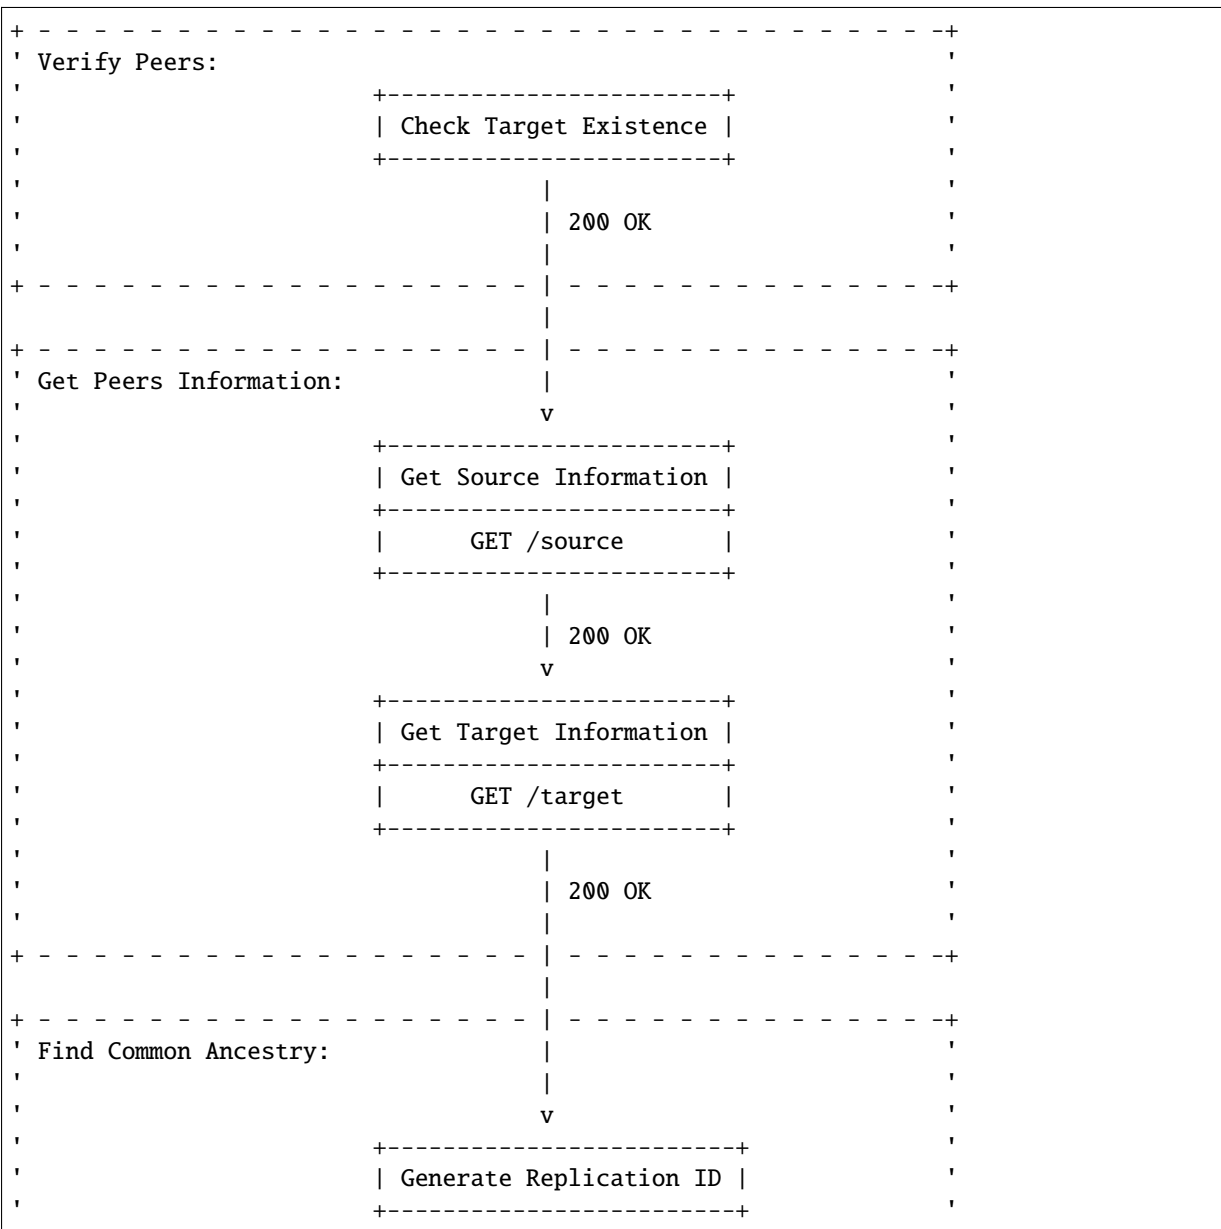 + - - - - - - - - - - - - - - - - - - - - - - - - - - - - - - - - -+
' Verify Peers:                                                    '
'                         +------------------------+               '
'                         | Check Target Existence |               '
'                         +------------------------+               '
'                                     |                            '
'                                     | 200 OK                     '
'                                     |                            '
+ - - - - - - - - - - - - - - - - - - | - - - - - - - - - - - - - -+
                                      |
+ - - - - - - - - - - - - - - - - - - | - - - - - - - - - - - - - -+
' Get Peers Information:              |                            '
'                                     v                            '
'                         +------------------------+               '
'                         | Get Source Information |               '
'                         +------------------------+               '
'                         |      GET /source       |               '
'                         +------------------------+               '
'                                     |                            '
'                                     | 200 OK                     '
'                                     v                            '
'                         +------------------------+               '
'                         | Get Target Information |               '
'                         +------------------------+               '
'                         |      GET /target       |               '
'                         +------------------------+               '
'                                     |                            '
'                                     | 200 OK                     '
'                                     |                            '
+ - - - - - - - - - - - - - - - - - - | - - - - - - - - - - - - - -+
                                      |
+ - - - - - - - - - - - - - - - - - - | - - - - - - - - - - - - - -+
' Find Common Ancestry:               |                            '
'                                     |                            '
'                                     v                            '
'                         +-------------------------+              '
'                         | Generate Replication ID |              '
'                         +-------------------------+              '